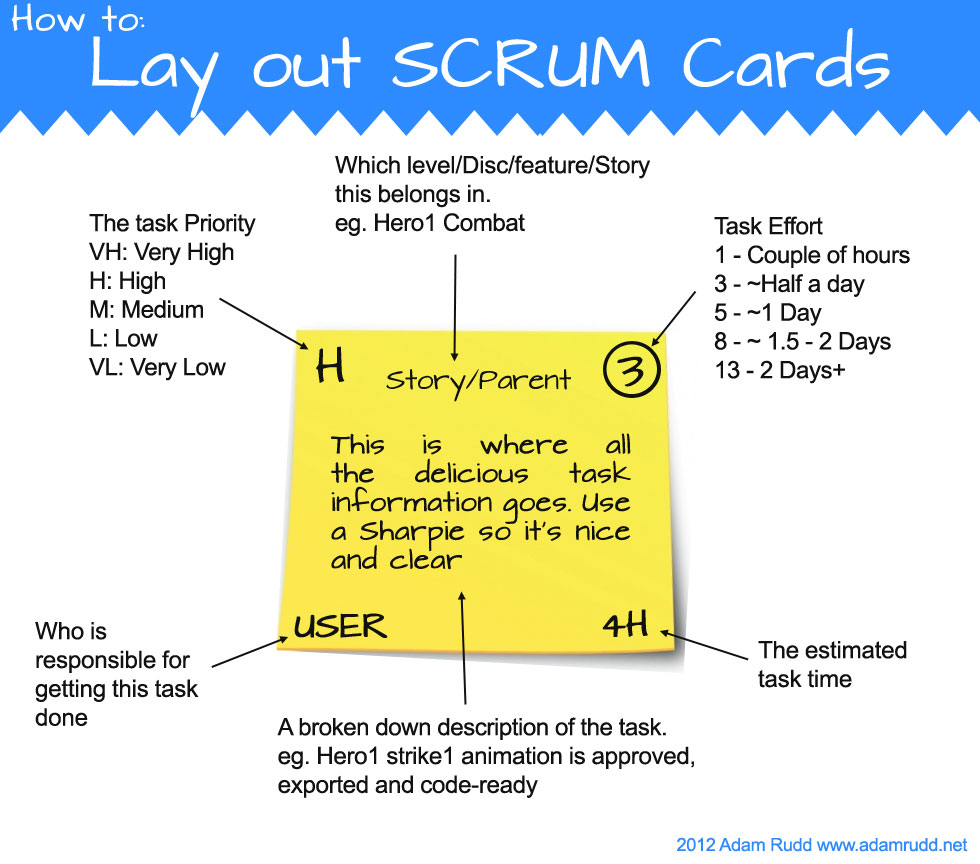 How to:
Lay out SCRUM Cards
Which level/Disc/feature/Story
this belongs in.
eg. Hero1 Combat
The task Priority
VH: Very High
H: High
M: Medium
L: Low
VL: Very Low
Task Effort
1 - Couple of hours
3 - ~Half a day
5 - ~1 Day
8 - ~ 1.5 - 2 Days
13 - 2 Days+
H
Story/Parent
3
This is where all
the delicious task
information goes. Use
a Sharpie so it's nice
and clear
USER
4H
Who is
responsible for
getting this task
done
The estimated
task time
A broken down description of the task.
eg. Hero1 strike1 animation is approved,
exported and code-ready
2012 Adam Rudd www.adamrudd.net